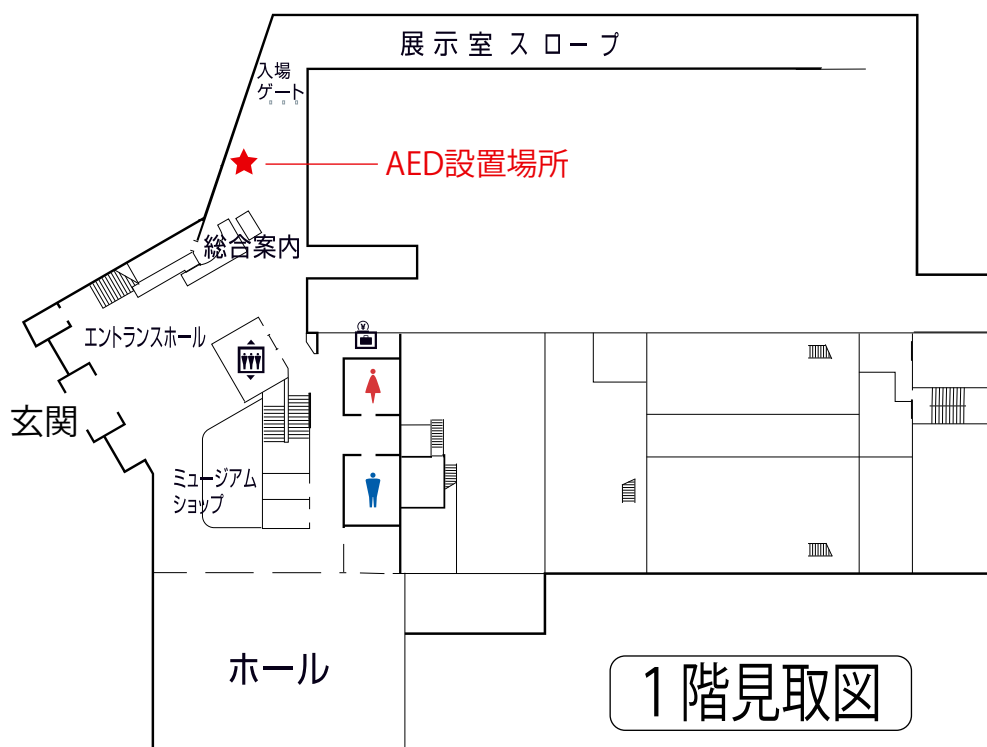 展示室スロープ
入場
ゲート
AED設置場所
総合案内
エントランスホール
¥
玄関
ミュージアム
ショップ
ホール
1階見取図